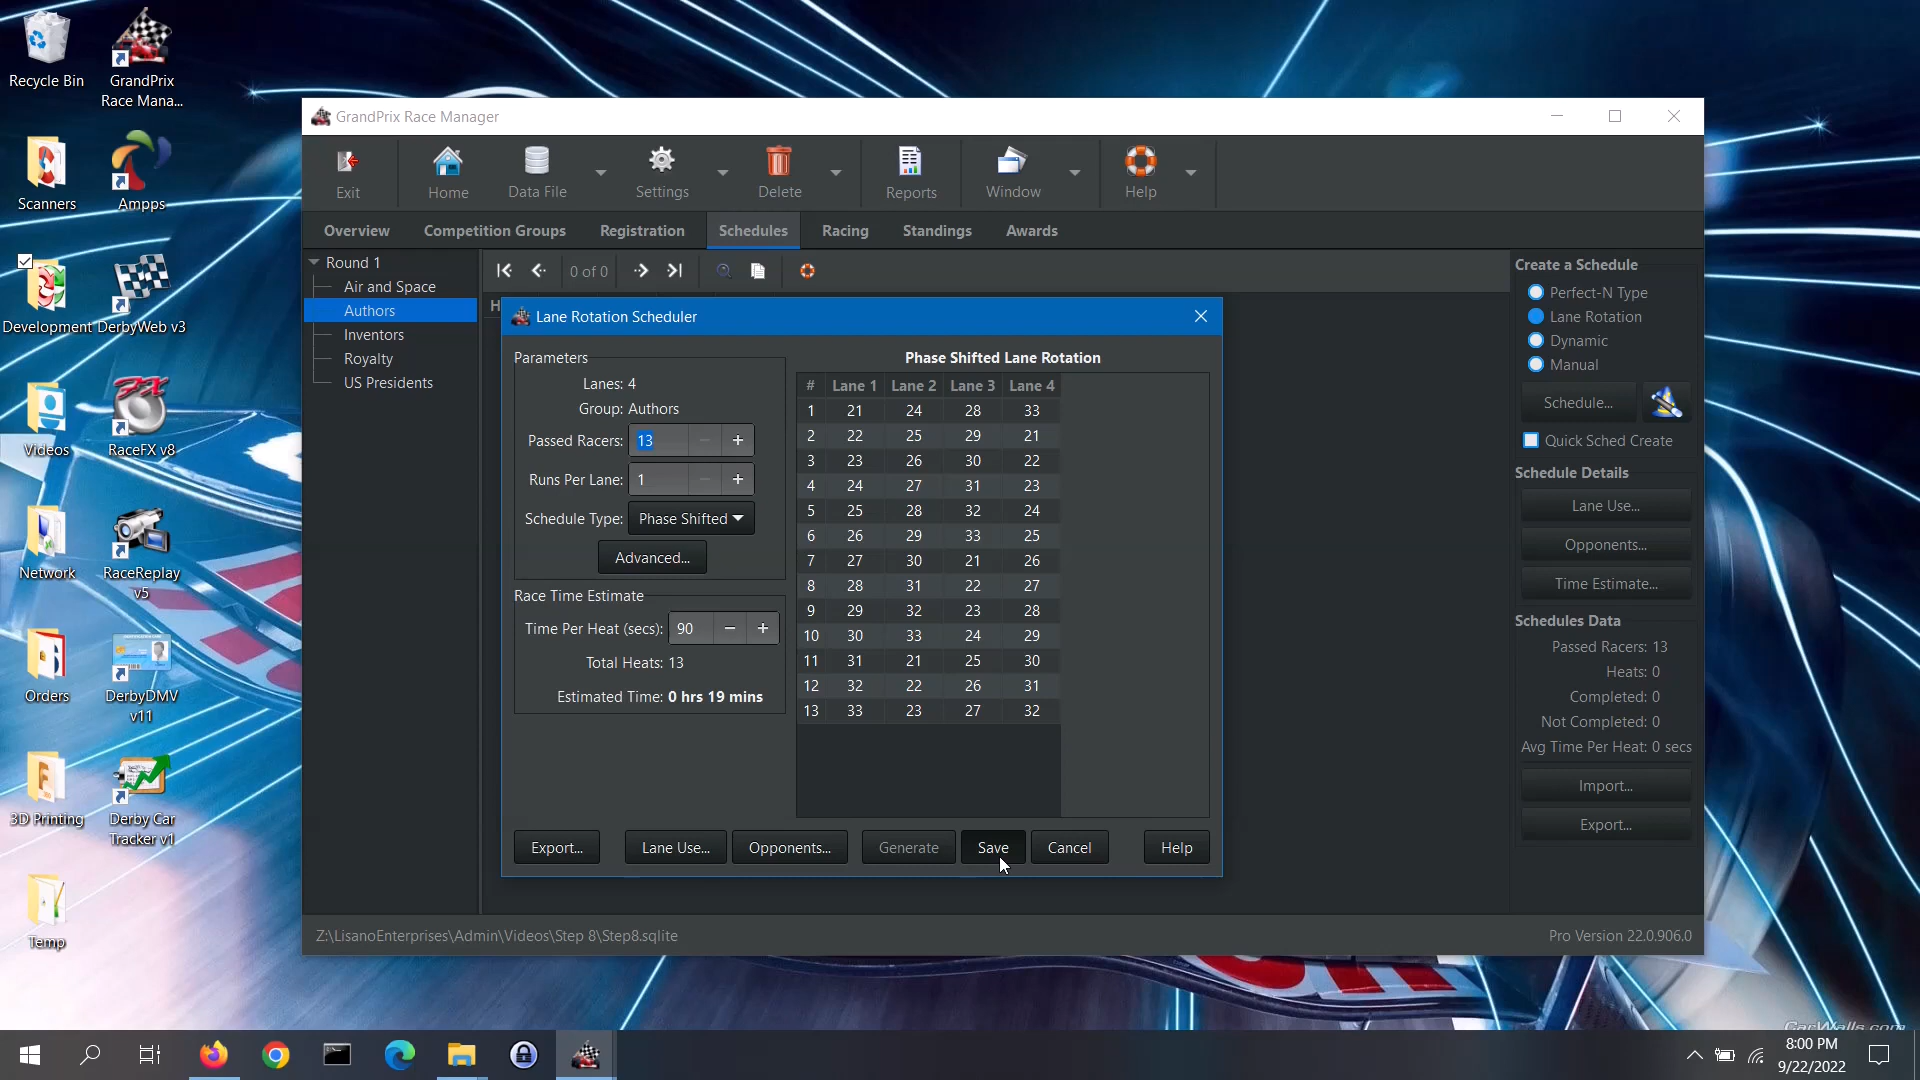 Recycle Bin
GrandPrix
Race Mana...
Scanners
Ampps
Development
DerbyWeb v3
Videos
RaceFX v8
Network
RaceReplay
v5
Orders
DerbyDMV
v11
3D Printing
Derby Car
Tracker v1
Temp
GrandPrix Race Manager
Exit
Home
Data File
Settings
Delete
Reports
Window
Help
Overview
Competition Groups
Registration
Schedules
Racing
Standings
Awards
Round 1
Air and Space
Authors
Inventors
Royalty
US Presidents
0 of 0
H
Lane Rotation Scheduler
Parameters
Lanes: 4
Group: Authors
Passed Racers: 13
Runs Per Lane: 1
Schedule Type: Phase Shifted
Advanced...
Race Time Estimate
Time Per Heat (secs): 90
Total Heats: 13
Estimated Time: 0 hrs 19 mins
Phase Shifted Lane Rotation
# Lane 1 Lane 2 Lane 3 Lane 4
1 21 24 28 33
2 22 25 29 21
3 23 26 30 22
4 24 27 31 23
5 25 28 32 24
6 26 29 33 25
7 27 30 21 26
8 28 31 22 27
9 29 32 23 28
10 30 33 24 29
11 31 21 25 30
12 32 22 26 31
13 33 23 27 32
Export...
Lane Use...
Opponents...
Generate
Save
Cancel
Help
Create a Schedule
Perfect-N Type
Lane Rotation
Dynamic
Manual
Schedule...
Quick Sched Create
Schedule Details
Lane Use...
Opponents...
Time Estimate...
Schedules Data
Passed Racers: 13
Heats: 0
Completed: 0
Not Completed: 0
Avg Time Per Heat: 0 secs
Import...
Export...
Z:\LisanoEnterprises\Admin\Videos\Step 8\Step8.sqlite
Pro Version 22.0.906.0
CarWalls.com
8:00 PM
9/22/2022